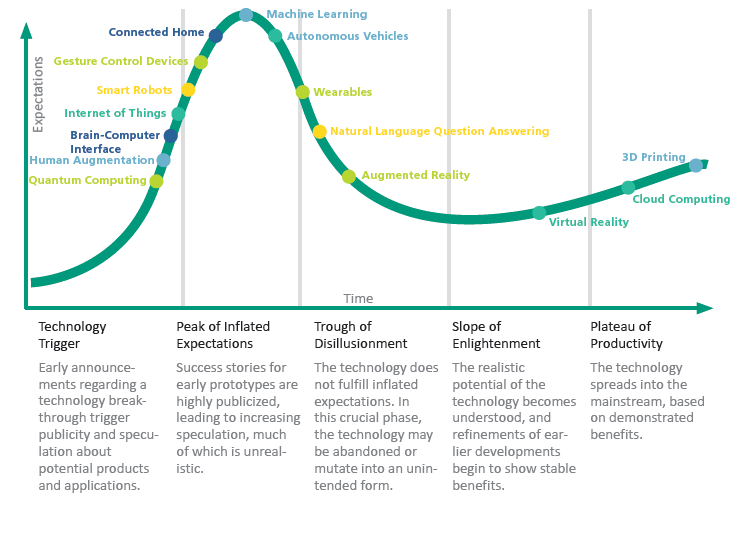 Machine Learning
Connected Home
Autonomous Vehicles
Gesture Control Devices
Smart Robots
Wearables
Internet of Things
Natural Language Question Answering
Brain-Computer
Interface
Human Augmentation
3D Printing
Quantum Computing
Augmented Reality
Cloud Computing
Virtual Reality
Expectations
Time
Technology
Trigger
Early announce-
ments regarding a
technology break-
through trigger
publicity and specu-
lation about
potential products
and applications.
Peak of Inflated
Expectations
Success stories for
early prototypes are
highly publicized,
leading to increasing
speculation, much
of which is unreal-
istic.
Trough of
Disillusionment
The technology does
not fulfill inflated
expectations. In
this crucial phase,
the technology may
be abandoned or
mutate into an unin-
tended form.
Slope of
Enlightenment
The realistic
potential of the
technology becomes
understood, and
refinements of ear-
lier developments
begin to show stable
benefits.
Plateau of
Productivity
The technology
spreads into the
mainstream, based
on demonstrated
benefits.